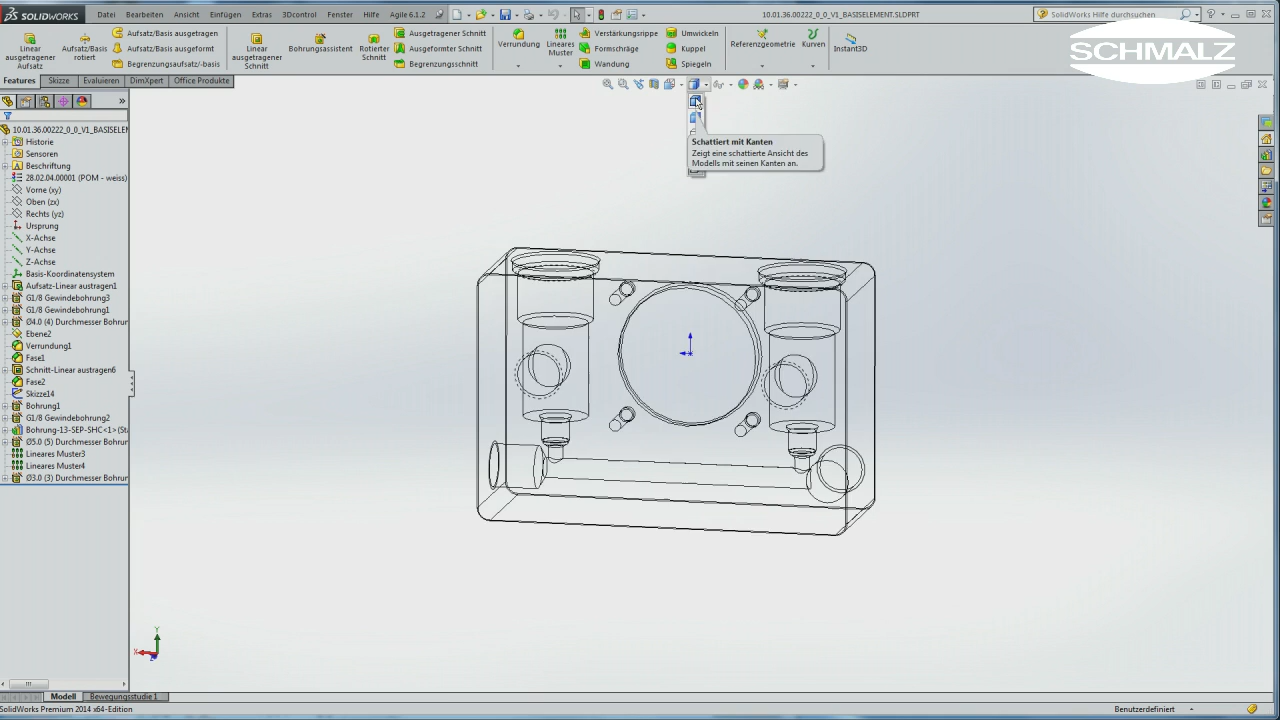 SOLIDWORKS
Datei Bearbeiten Ansicht Einfügen Extras 3Dcontrol Fenster Hilfe Agile 6.1.2
10.01.36.00222_0_0_V1_BASISELEMENT.SLDPRT
SolidWorks Hilfe durchsuchen
SCHMALZ
Linear ausgetragener Aufsatz
Aufsatz/Basis rotiert
Aufsatz/Basis ausgetragen
Aufsatz/Basis ausgeformt
Begrenzungsaufsatz/-basis
Linear ausgetragener Schnitt
Bohrungsassistent
Rotierter Schnitt
Ausgetragener Schnitt
Ausgeformter Schnitt
Begrenzungsschnitt
Verrundung
Lineares Muster
Verstärkungsrippe
Formschräge
Wandung
Umwickeln
Kuppel
Spiegeln
Referenzgeometrie
Kurven
Instant3D
Features Skizze Evaluieren DimXpert Office Produkte
Schattiert mit Kanten
Zeigt eine schattierte Ansicht des
Modells mit seinen Kanten an.
10.01.36.00222_0_0_V1_BASISELEM
Historie
Sensoren
Beschriftung
28.02.04.00001 (POM - weiss)
Vorne (xy)
Oben (zx)
Rechts (yz)
Ursprung
X-Achse
Y-Achse
Z-Achse
Basis-Koordinatensystem
Aufsatz-Linear austragen1
G1/8 Gewindebohrung3
G1/8 Gewindebohrung1
Ø4.0 (4) Durchmesser Bohrun
Ebene2
Verrundung1
Fase1
Schnitt-Linear austragen6
Fase2
Skizze14
Bohrung1
G1/8 Gewindebohrung2
Bohrung-13-SEP-SHC<1>(Sta
Ø5.0 (5) Durchmesser Bohrun
Lineares Muster3
Lineares Muster4
Ø3.0 (3) Durchmesser Bohrun
Y
X
Modell Bewegungsstudie 1
SolidWorks Premium 2014 x64-Edition
Benutzerdefiniert